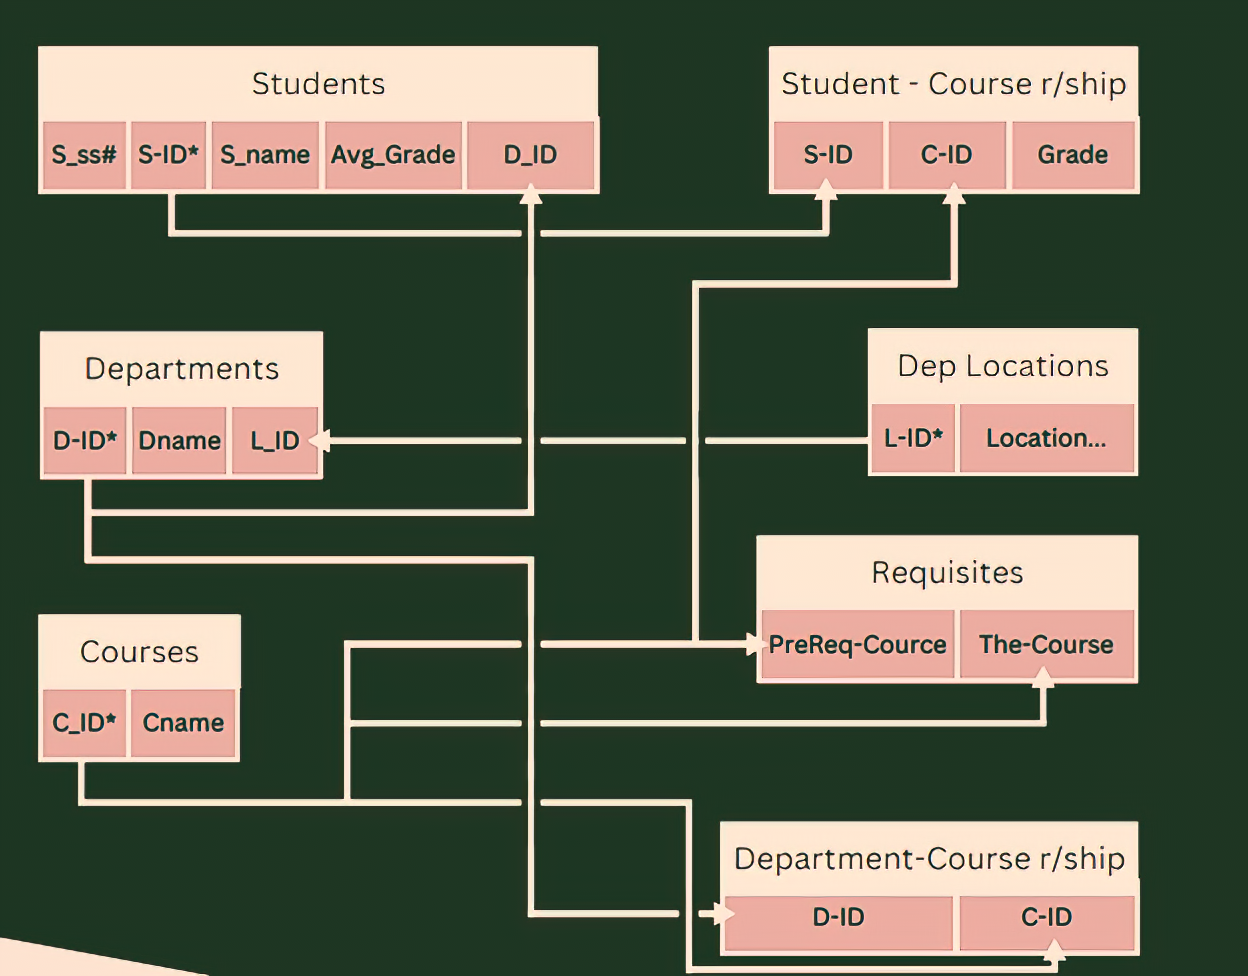 Students
S_ss# S-ID* S_name Avg_Grade D_ID
Student - Course r/ship
S-ID C-ID Grade
Departments
D-ID* Dname L_ID
Dep Locations
L-ID* Location...
Requisites
PreReq-Cource The-Course
Courses
C_ID* Cname
Department-Course r/ship
D-ID C-ID